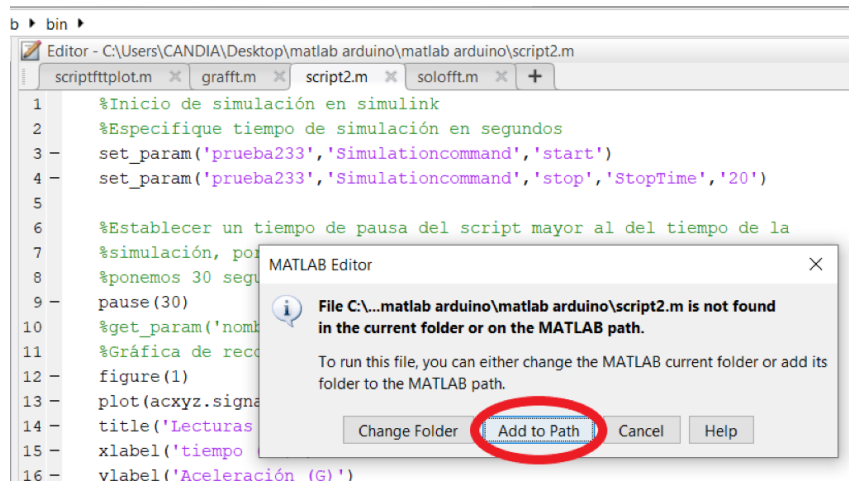 b ▸ bin ▸
Editor - C:\Users\CANDIA\Desktop\matlab arduino\matlab arduino\script2.m
scriptfttplot.m × grafft.m × script2.m × solofft.m × +
1 %Inicio de simulación en simulink
2 %Especifique tiempo de simulación en segundos
3 – set_param('prueba233','Simulationcommand','start')
4 – set_param('prueba233','Simulationcommand','stop','StopTime','20')
5
6 %Establecer un tiempo de pausa del script mayor al del tiempo de la
7 %simulación, por
8 %ponemos 30 segu
9 – pause(30)
10 %get_param('nomb
11 %Gráfica de reco
12 – figure(1)
13 – plot(acxyz.signa
14 – title('Lecturas
15 – xlabel('tiempo
16 – ylabel('Aceleración (G)')
MATLAB Editor ×
File C:\...matlab arduino\matlab arduino\script2.m is not found
in the current folder or on the MATLAB path.
To run this file, you can either change the MATLAB current folder or add its
folder to the MATLAB path.
Change Folder Add to Path Cancel Help